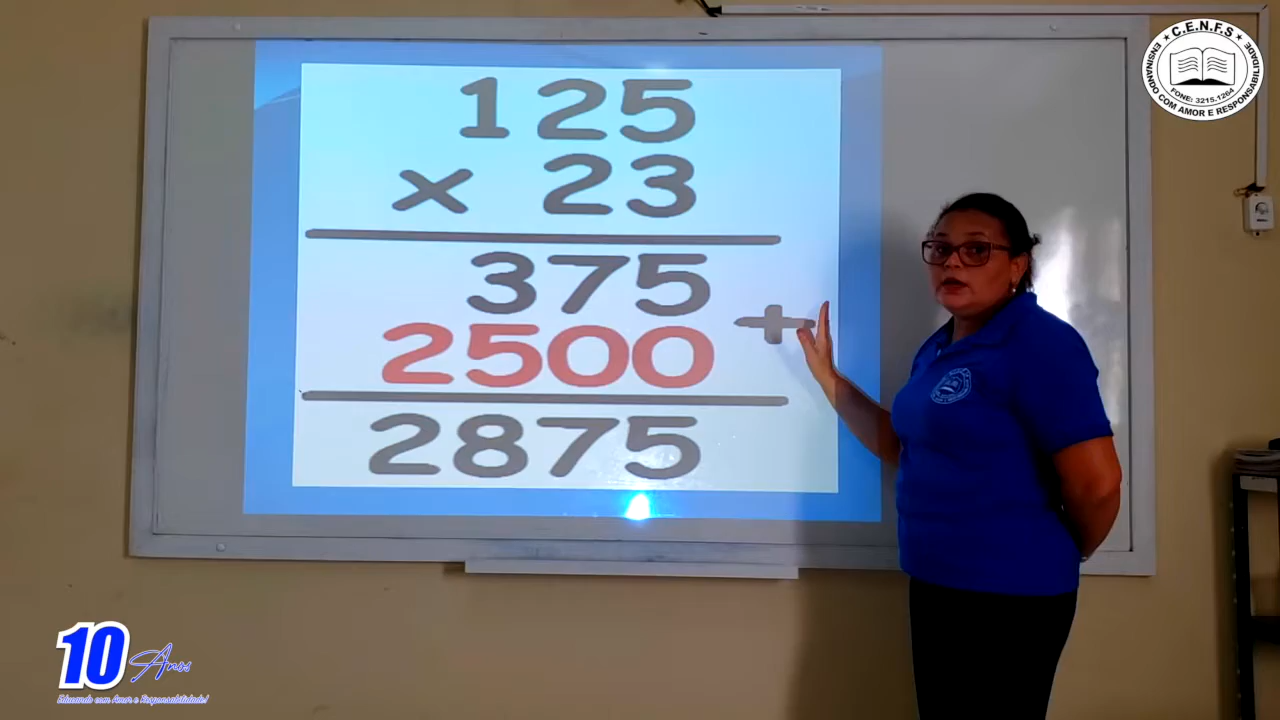 125
× 23
375
+
2500
2875
C.E.N.F.S
ENSINANDO COM AMOR E RESPONSABILIDADE
FONE: 3215.1264
10 Anos
Educando com Amor e Responsabilidade!